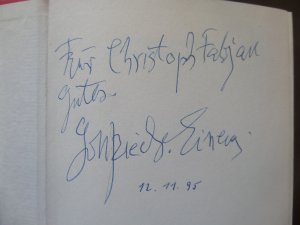 Für Christoph Fabjan
Gutes.
Gottfried v. Einem
12.11.95